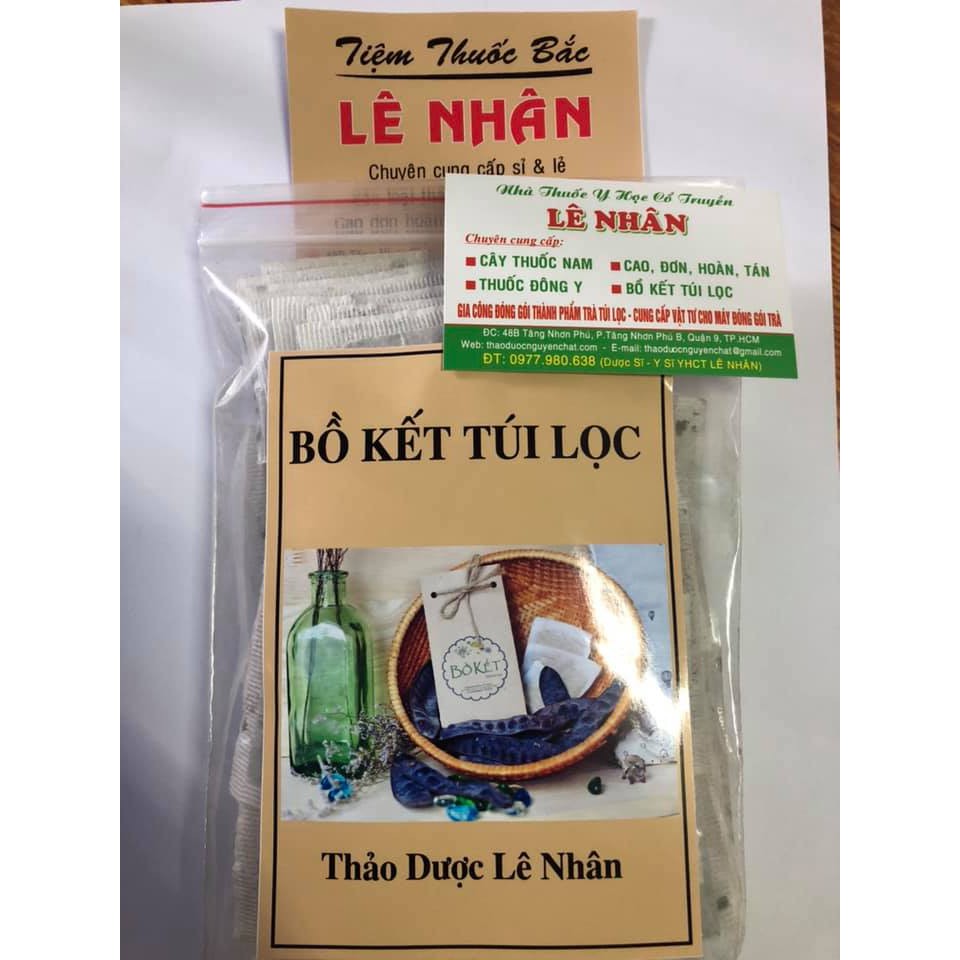 Tiệm Thuốc Bắc
LÊ NHÂN
Chuyên cung cấp sỉ & lẻ
Nhà Thuốc Y Học Cổ Truyền
LÊ NHÂN
Chuyên cung cấp:
CÂY THUỐC NAM
CAO, ĐƠN, HOÀN, TÁN
THUỐC ĐÔNG Y
BỒ KẾT TÚI LỌC
GIA CÔNG ĐÓNG GÓI THÀNH PHẨM TRÀ TÚI LỌC - CUNG CẤP VẬT TƯ CHO MÁY ĐÓNG GÓI TRÀ
ĐC: 48B Tăng Nhơn Phú, P.Tăng Nhơn Phú B, Quận 9, TP.HCM
Web: thaoduocnguyenchat.com - E-mail: thaoduocnguyenchat@gmail.com
ĐT: 0977.980.638 (Dược Sĩ - Y Sĩ YHCT LÊ NHÂN)
BỒ KẾT TÚI LỌC
BỒ KẾT
Thảo Dược Lê Nhân